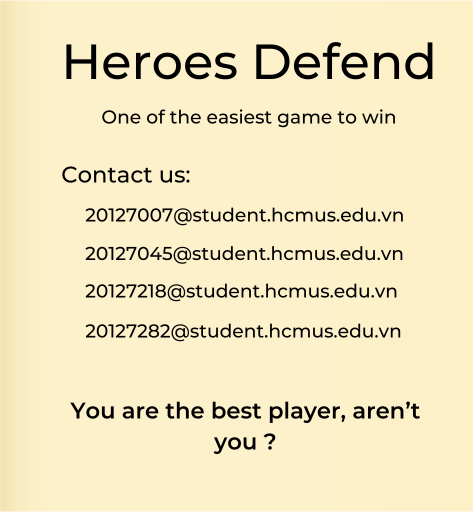 Heroes Defend
One of the easiest game to win
Contact us:
20127007@student.hcmus.edu.vn
20127045@student.hcmus.edu.vn
20127218@student.hcmus.edu.vn
20127282@student.hcmus.edu.vn
You are the best player, aren’t
you ?